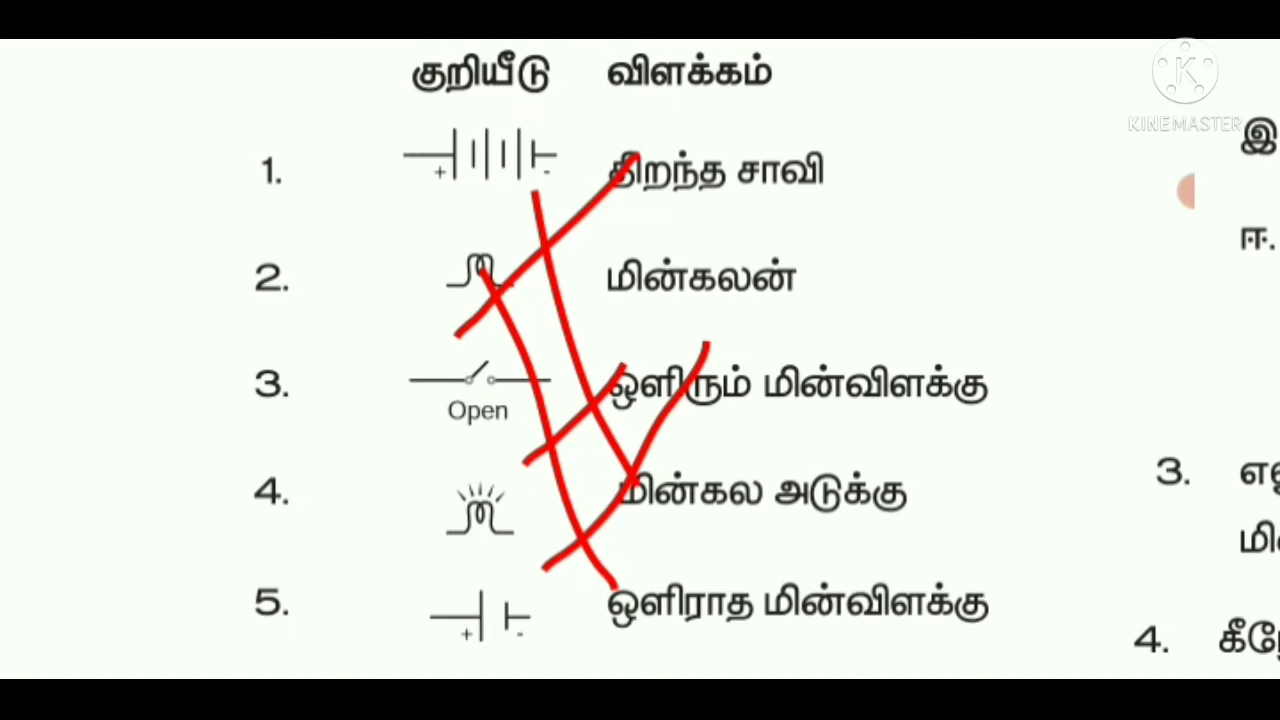 குறியீடு விளக்கம்
KINEMASTER
1. + - திறந்த சாவி
2. மின்கலன்
3. Open ஒளிரும் மின்விளக்கு
4. மின்கல அடுக்கு
5. + - ஒளிராத மின்விளக்கு
ஈ.
3.
4.